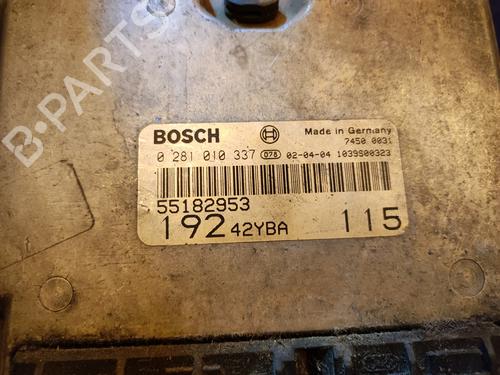 B-PARTS
BOSCH Made in Germany
7450 0031
0 281 010 337 078 02-04-04 1039S00323
55182953
192 42YBA 115